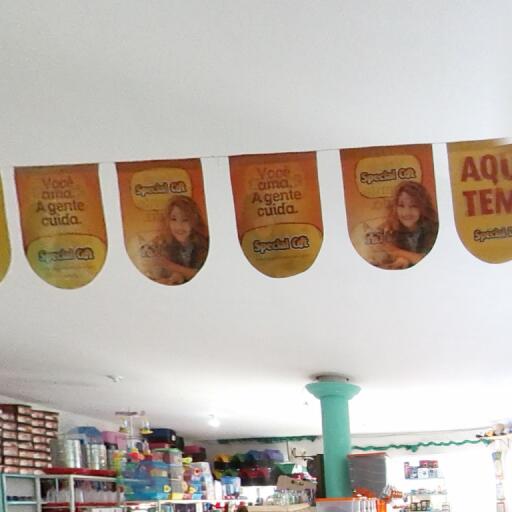 Você
ama.
A gente
cuida.
Special Cat
Special Cat
Você
ama.
A gente
cuida.
Special Cat
Special Cat
AQU
TEM
Special